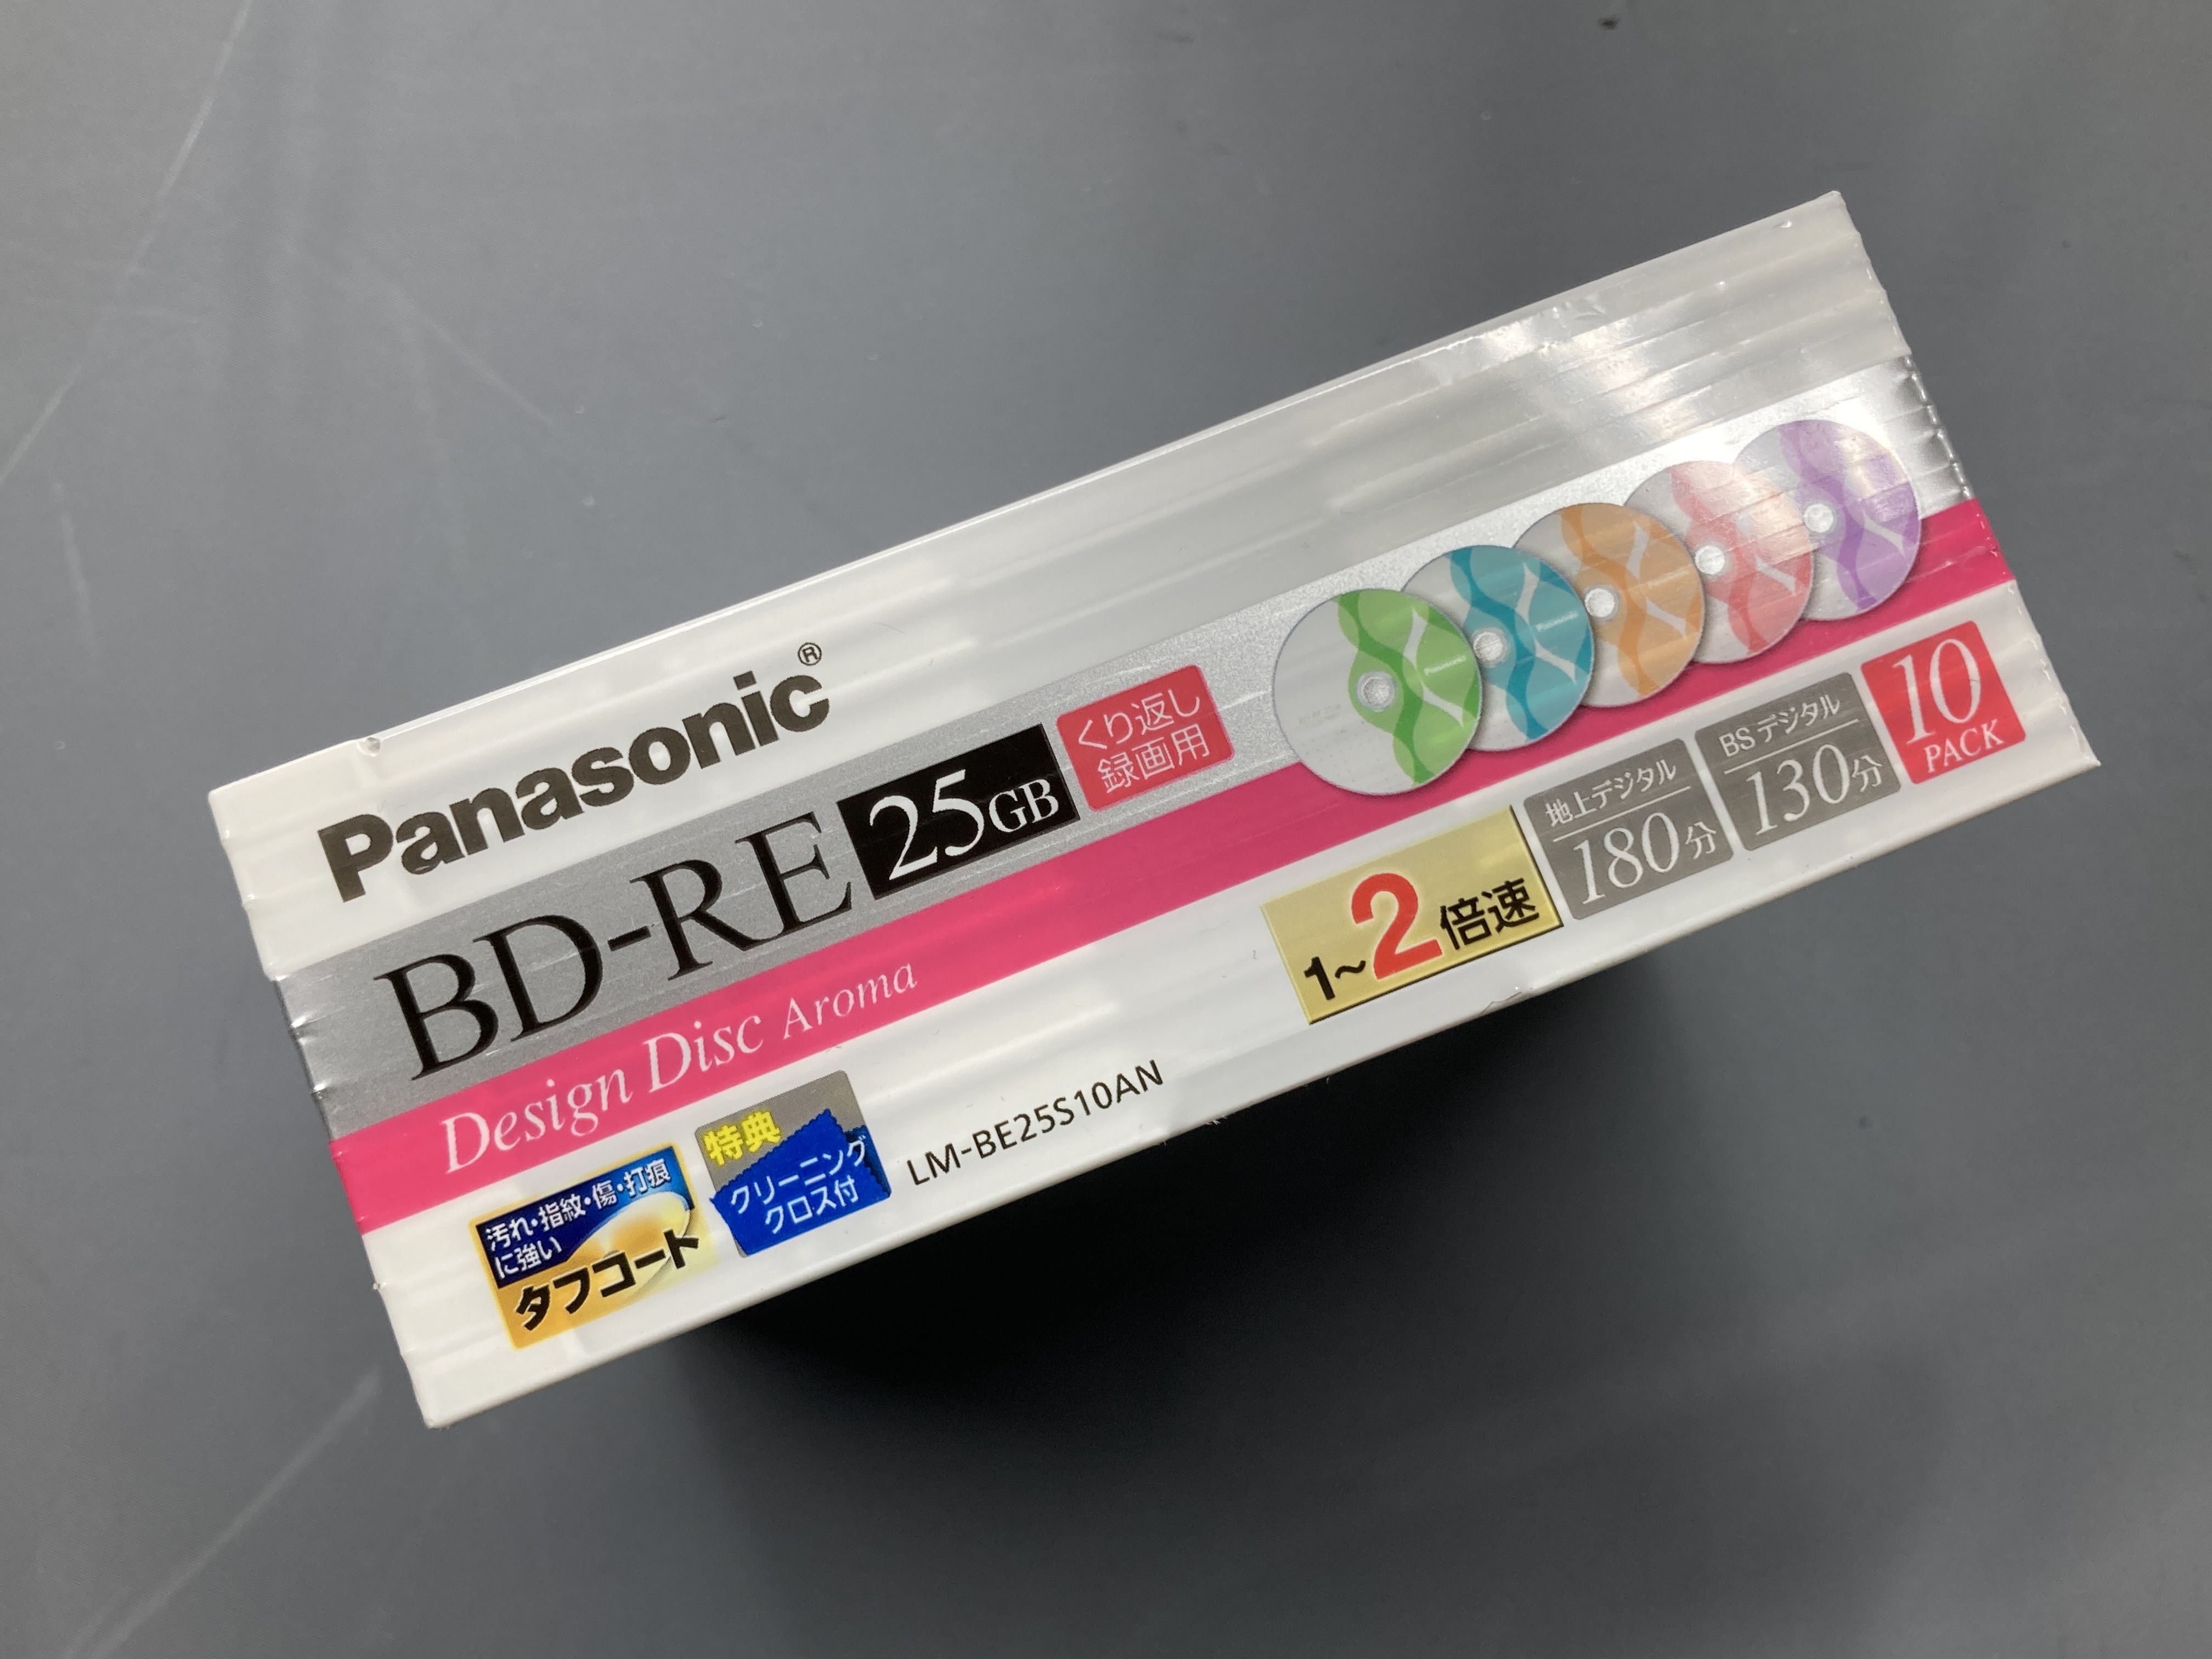 Panasonic®
BD-RE 25GB
くり返し
録画用
Design Disc Aroma
1~2倍速
地上デジタル
180分
BSデジタル
130分
10
PACK
汚れ・指紋・傷・打痕
に強い
タフコート
特典
クリーニング
クロス付
LM-BE25S10AN
Panasonic
Panasonic